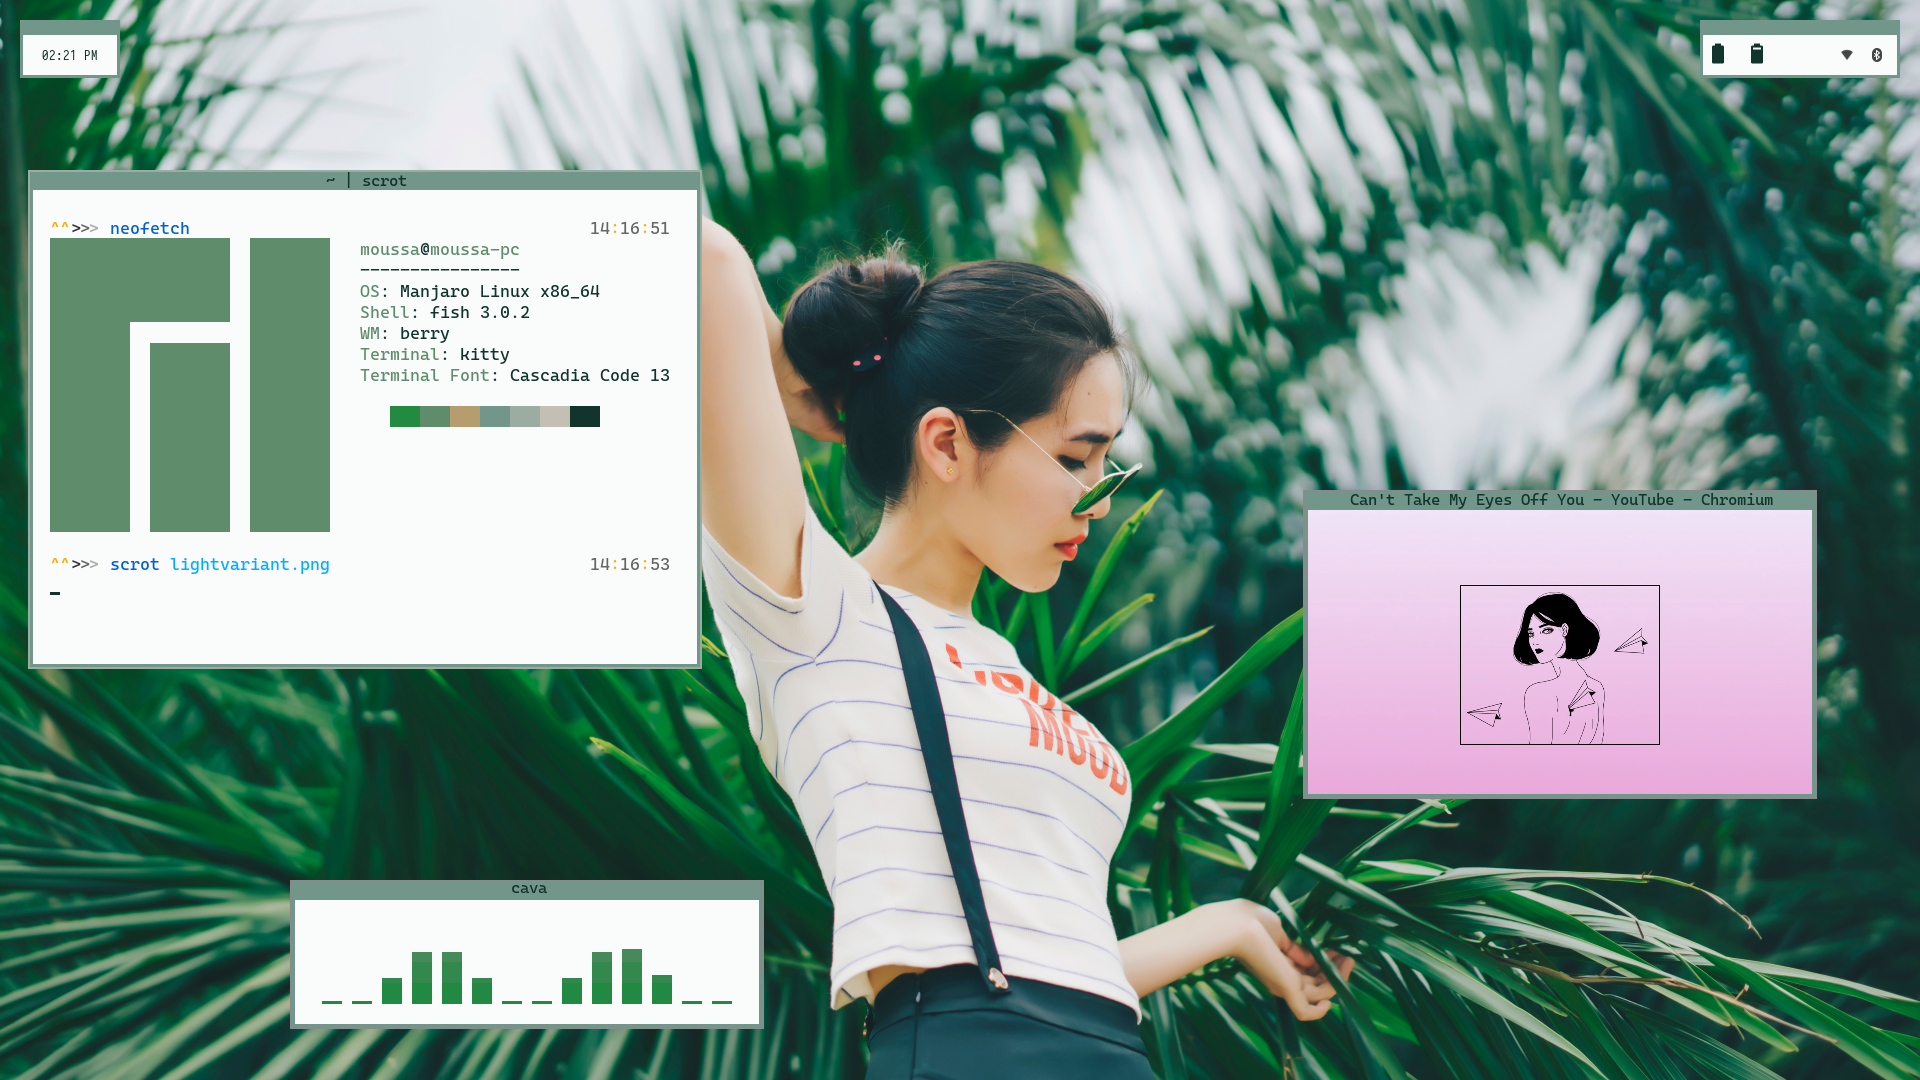 02:21 PM
~ | scrot
^^>>> neofetch 14:16:51
moussa@moussa-pc
----------------
OS: Manjaro Linux x86_64
Shell: fish 3.0.2
WM: berry
Terminal: kitty
Terminal Font: Cascadia Code 13
^^>>> scrot lightvariant.png 14:16:53
Can't Take My Eyes Off You - YouTube - Chromium
MOOD
cava